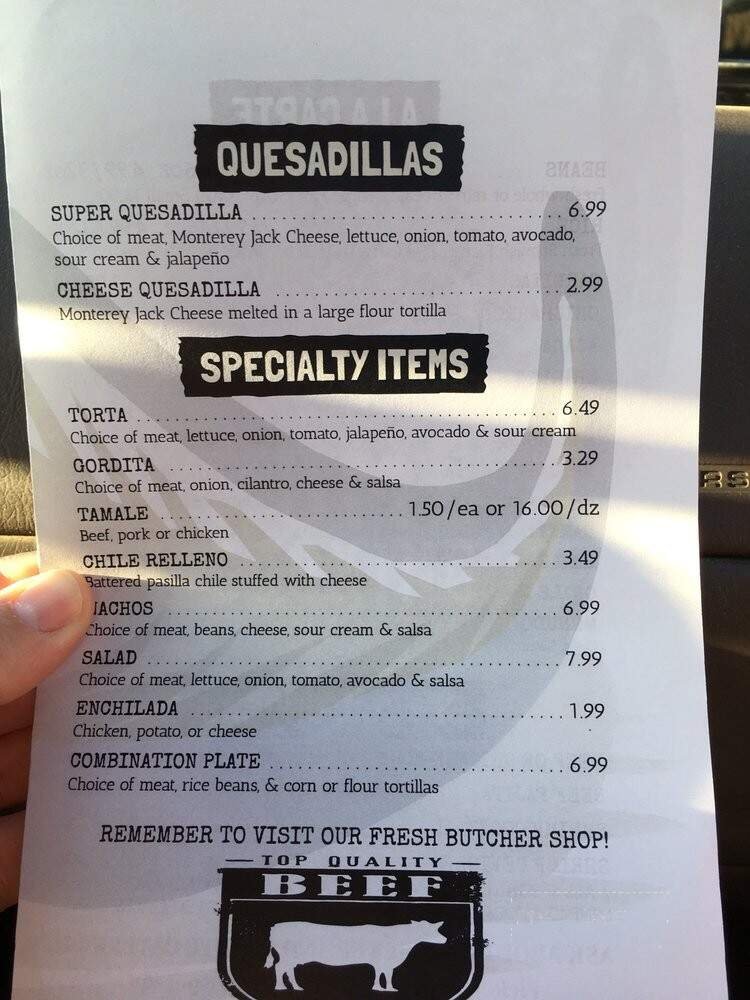 QUESADILLAS
SUPER QUESADILLA ............................ 6.99
Choice of meat, Monterey Jack Cheese, lettuce, onion, tomato, avocado,
sour cream & jalapeño
CHEESE QUESADILLA .......................... 2.99
Monterey Jack Cheese melted in a large flour tortilla
SPECIALTY ITEMS
TORTA ...................................... 6.49
Choice of meat, lettuce, onion, tomato, jalapeño, avocado & sour cream
GORDITA .................................... 3.29
Choice of meat, onion, cilantro, cheese & salsa
TAMALE ...................... 1.50/ea or 16.00/dz
Beef, pork or chicken
CHILE RELLENO .............................. 3.49
Battered pasilla chile stuffed with cheese
NACHOS ..................................... 6.99
Choice of meat, beans, cheese, sour cream & salsa
SALAD ...................................... 7.99
Choice of meat, lettuce, onion, tomato, avocado & salsa
ENCHILADA .................................. 1.99
Chicken, potato, or cheese
COMBINATION PLATE .......................... 6.99
Choice of meat, rice beans, & corn or flour tortillas
REMEMBER TO VISIT OUR FRESH BUTCHER SHOP!
TOP QUALITY
BEEF